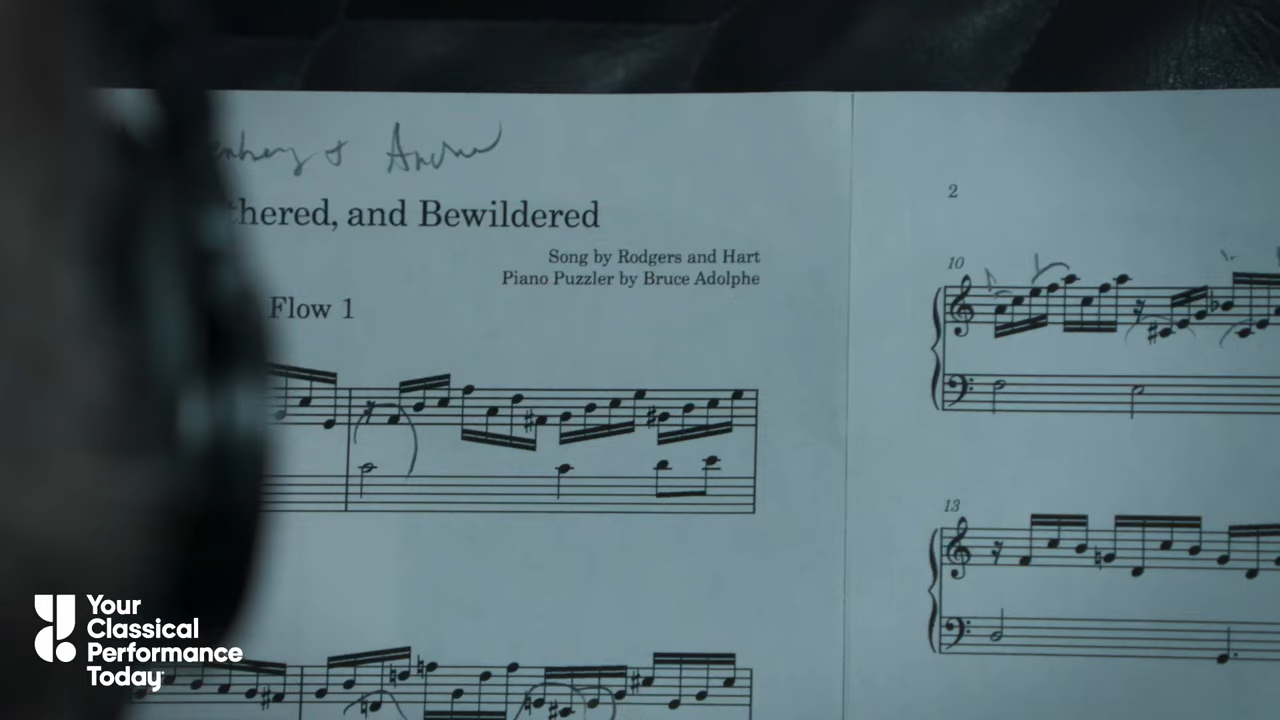 & Andrew
thered, and Bewildered
Song by Rodgers and Hart
Piano Puzzler by Bruce Adolphe
Flow 1
2
10
13
Your
Classical
Performance
Today